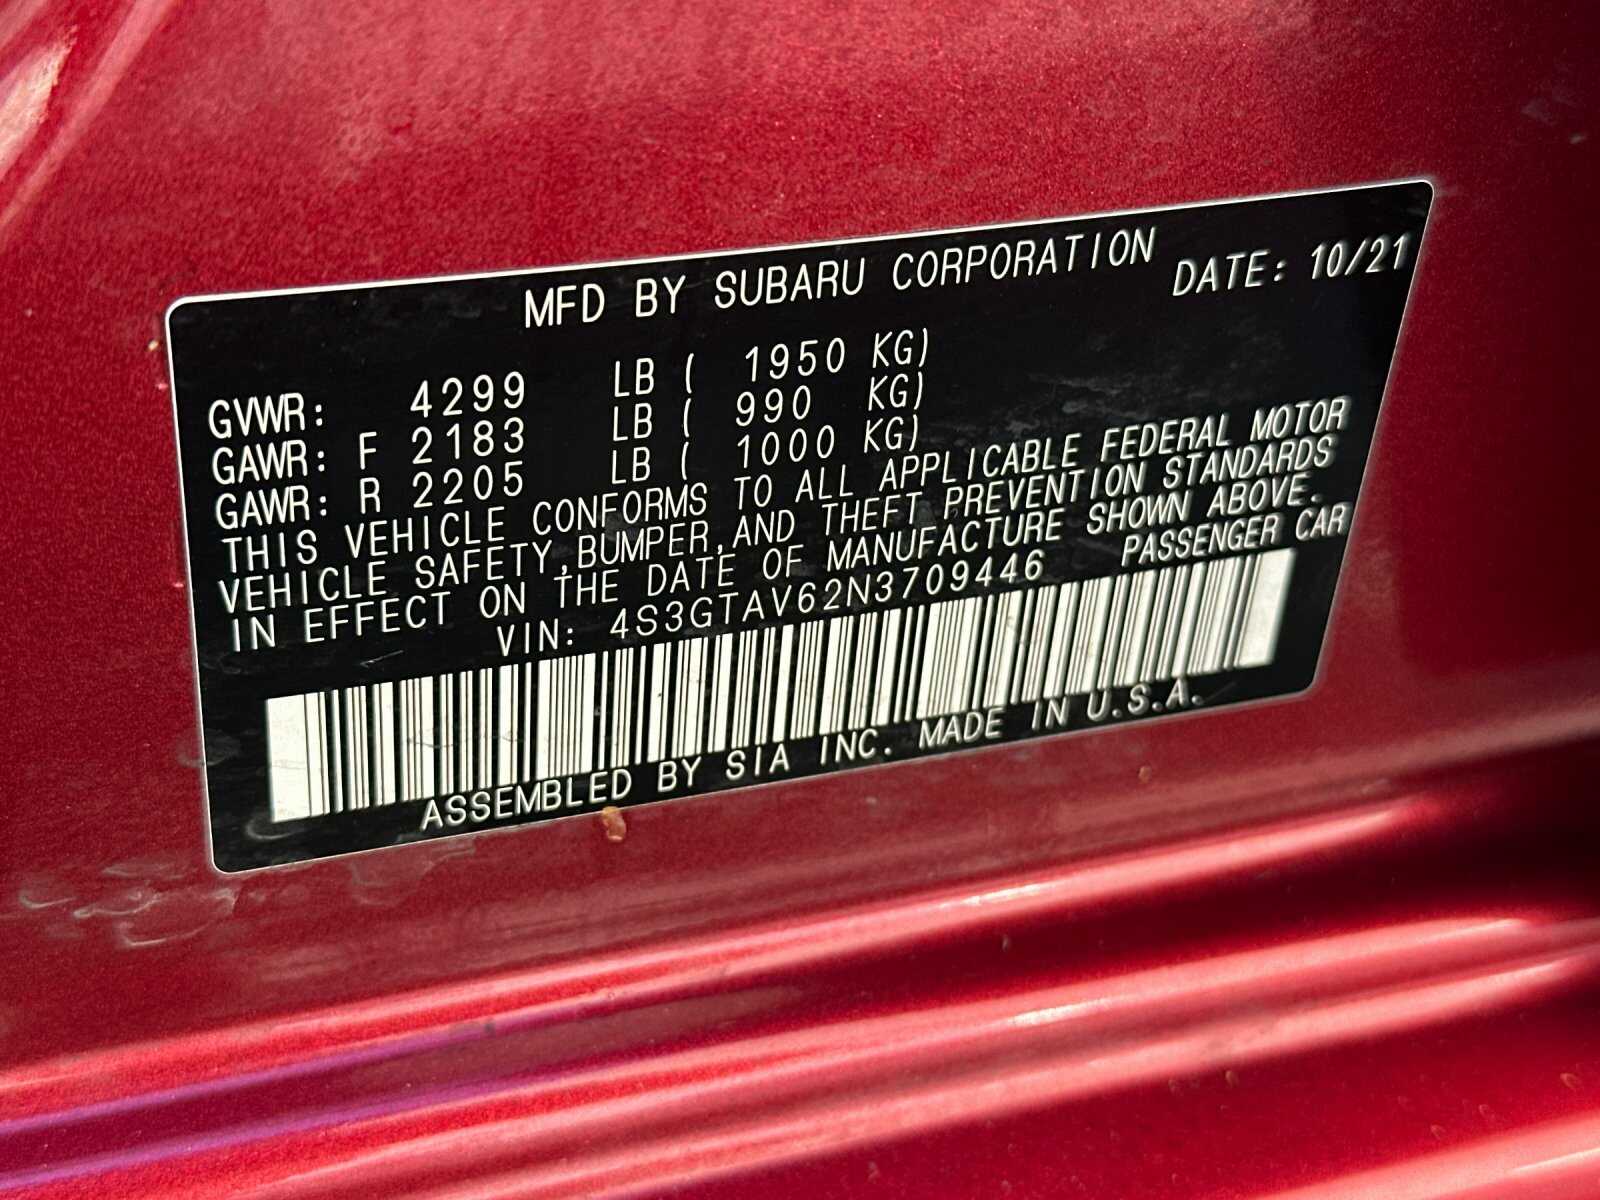 MFD BY SUBARU CORPORATION DATE: 10/21
GVWR: 4299 LB ( 1950 KG)
GAWR: F 2183 LB ( 990 KG)
GAWR: R 2205 LB ( 1000 KG)
THIS VEHICLE CONFORMS TO ALL APPLICABLE FEDERAL MOTOR
VEHICLE SAFETY,BUMPER,AND THEFT PREVENTION STANDARDS
IN EFFECT ON THE DATE OF MANUFACTURE SHOWN ABOVE.
VIN: 4S3GTAV62N3709446 PASSENGER CAR
ASSEMBLED BY SIA INC. MADE IN U.S.A.